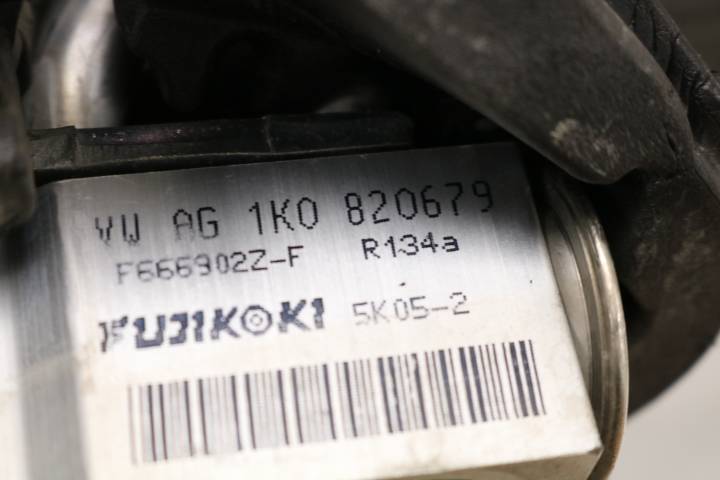 VW AG 1K0 820679
F666902Z-F R134a
FUJIKOKI 5K05-2